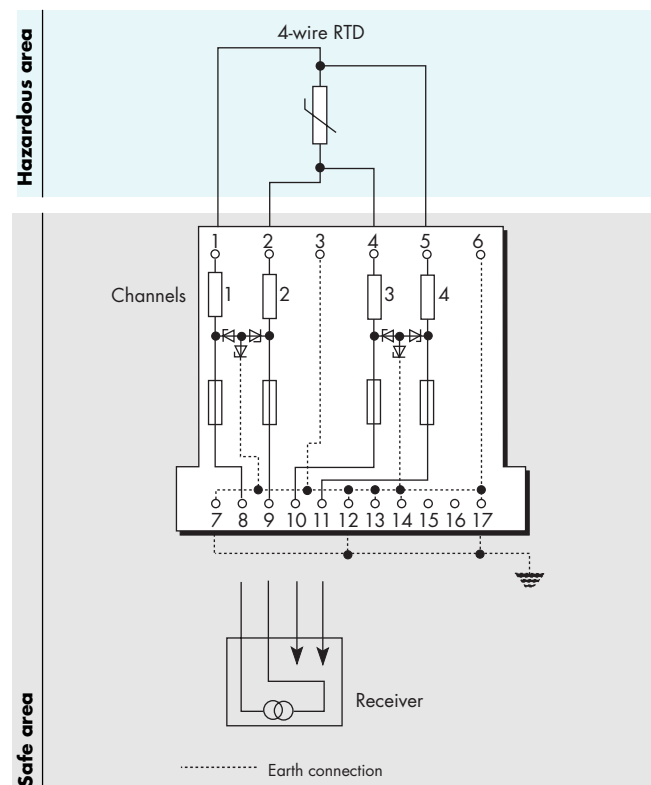 Hazardous area
4-wire RTD
1 2 3 4 5 6
Channels 1 2 3 4
7 8 9 10 11 12 13 14 15 16 17
Receiver
Safe area
Earth connection